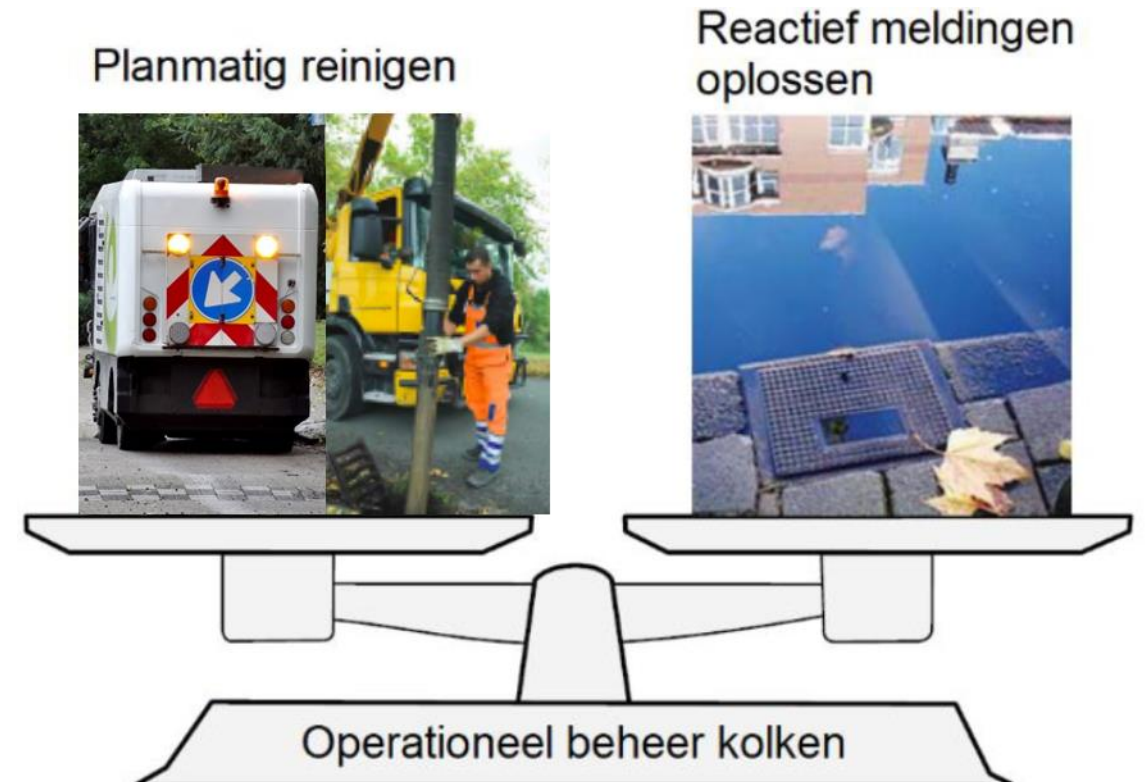 Planmatig reinigen
Reactief meldingen
oplossen
Operationeel beheer kolken